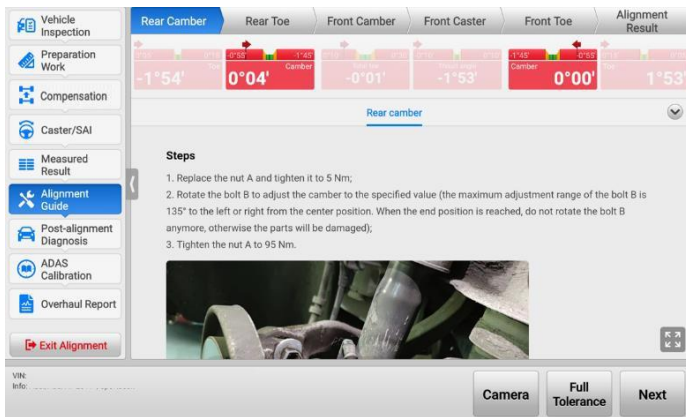 Vehicle
Inspection
Preparation
Work
Compensation
Caster/SAI
Measured
Result
Alignment
Guide
Post-alignment
Diagnosis
ADAS
Calibration
Overhaul Report
Exit Alignment
Rear Camber
Rear Toe
Front Camber
Front Caster
Front Toe
Alignment
Result
Toe
-1°54'
-0°55' -1°45'
Camber
0°04'
-0°01'
-1°53'
-1°45' -0°55'
Camber
0°00'
1°53'
Rear camber
Steps
1. Replace the nut A and tighten it to 5 Nm;
2. Rotate the bolt B to adjust the camber to the specified value (the maximum adjustment range of the bolt B is
135° to the left or right from the center position. When the end position is reached, do not rotate the bolt B
anymore, otherwise the parts will be damaged);
3. Tighten the nut A to 95 Nm.
VIN:
Info:
Camera
Full
Tolerance
Next